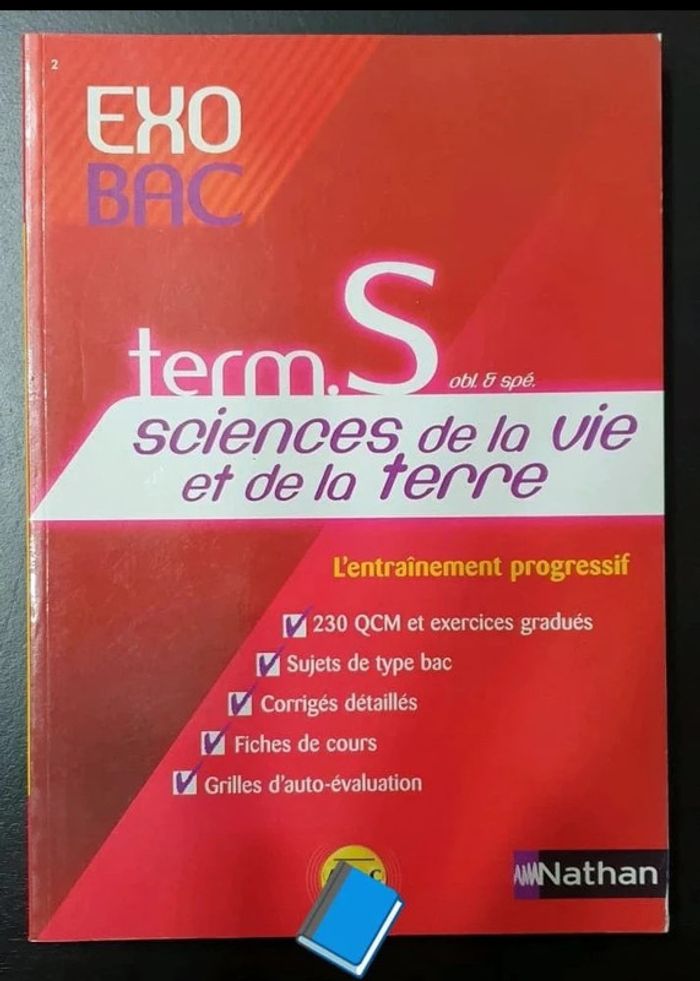 2
EXO
BAC
term.S
obl. & spé.
sciences de la vie
et de la terre
L'entraînement progressif
230 QCM et exercices gradués
Sujets de type bac
Corrigés détaillés
Fiches de cours
Grilles d'auto-évaluation
Nathan